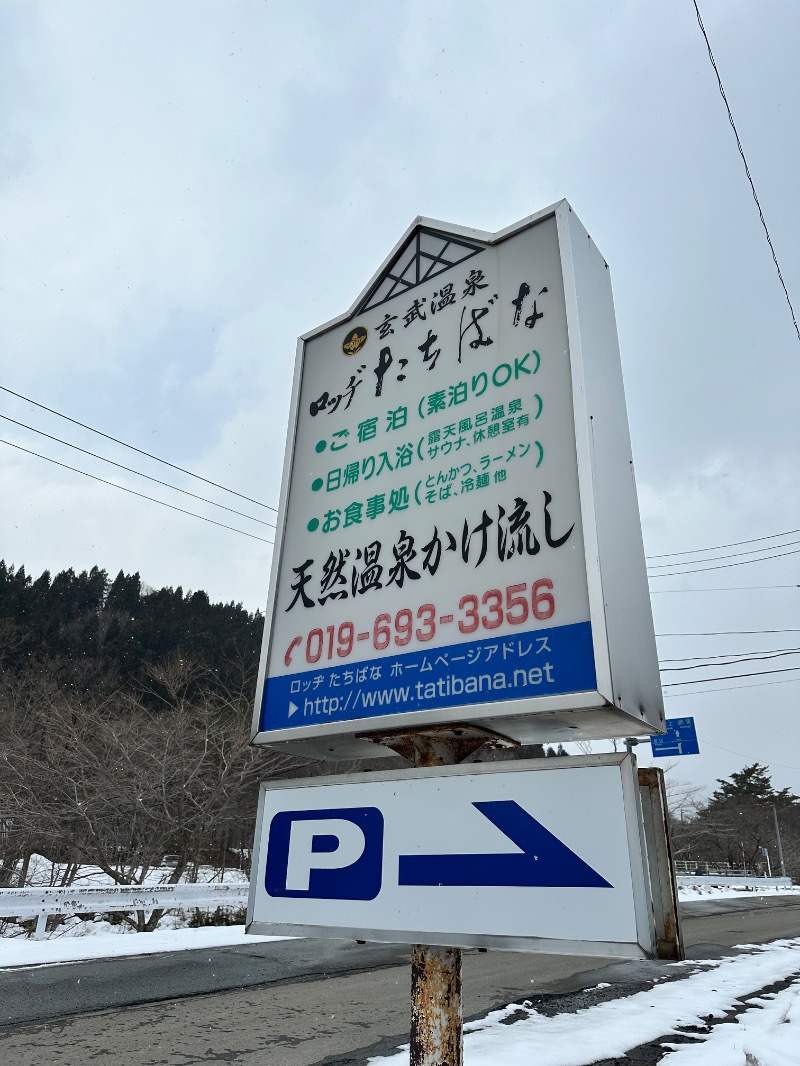 玄武温泉
ロッヂ たちばな
●ご宿泊(素泊りOK)
●日帰り入浴(露天風呂温泉
サウナ、休憩室有)
●お食事処(とんかつ、ラーメン
そば、冷麺 他)
天然温泉かけ流し
019-693-3356
ロッヂ たちばな ホームページアドレス
▶http://www.tatibana.net
P